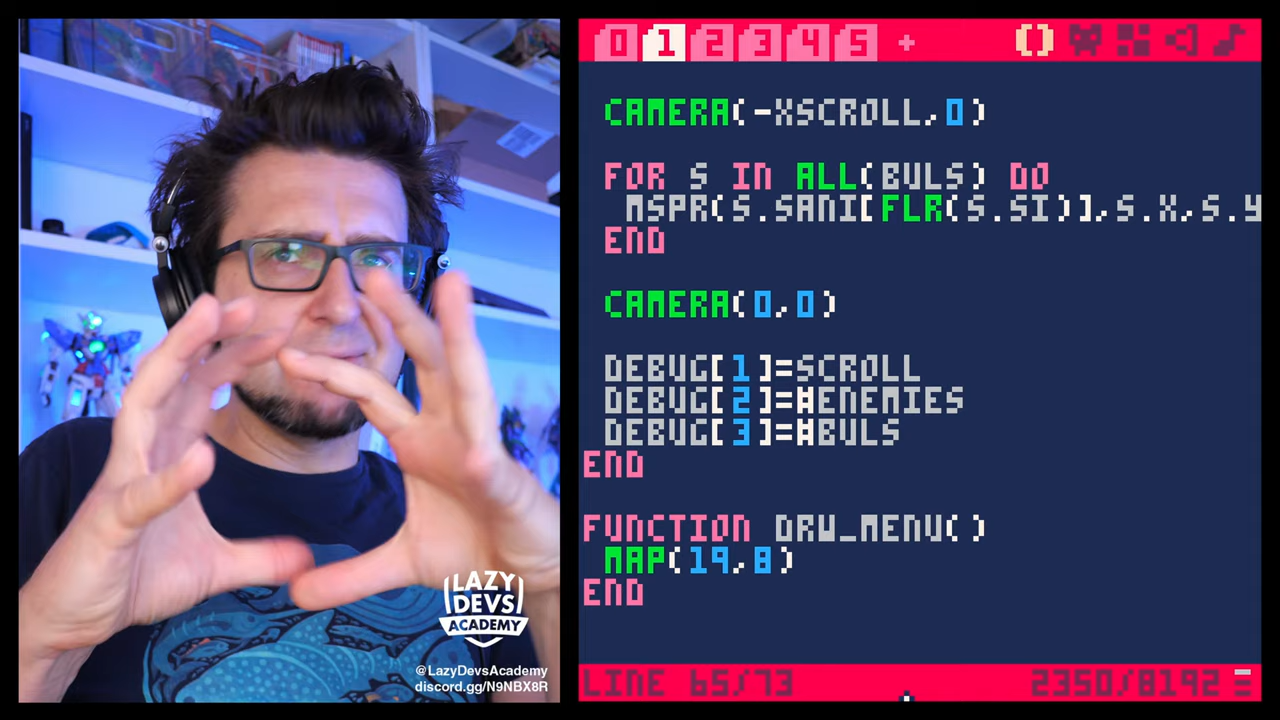 0 1 2 3 4 5 +
CAMERA(-XSCROLL,0)
FOR S IN ALL(BULS) DO
MSPR(S.SANI[FLR(S.SI)],S.X,S.Y
END
CAMERA(0,0)
DEBUG[1]=SCROLL
DEBUG[2]=#ENEMIES
DEBUG[3]=#BULS
END
FUNCTION DRW_MENU()
MAP(19,8)
END
LINE 65/73
2350/8192
LAZY
DEVS
ACADEMY
@LazyDevsAcademy
discord.gg/N9NBX8R